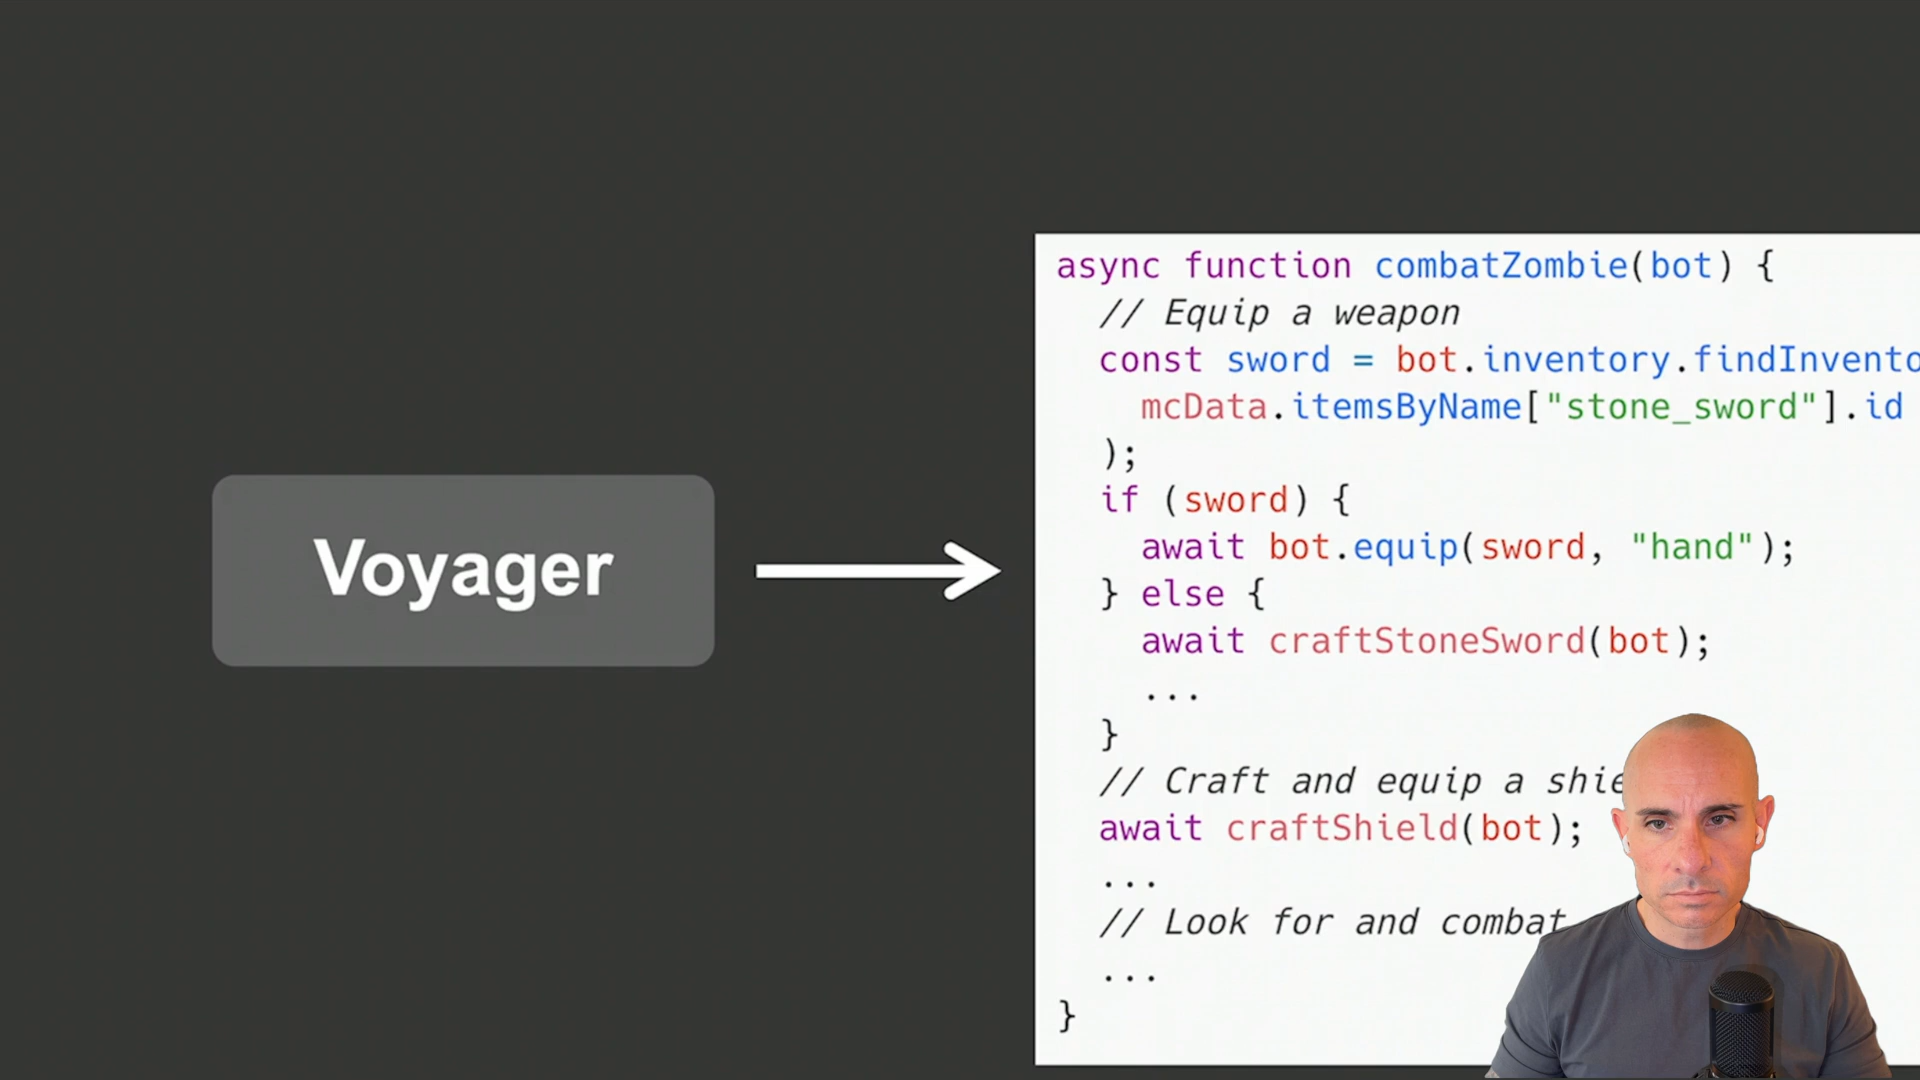 Voyager
async function combatZombie(bot) {
// Equip a weapon
const sword = bot.inventory.findInvento
mcData.itemsByName["stone_sword"].id
);
if (sword) {
await bot.equip(sword, "hand");
} else {
await craftStoneSword(bot);
...
}
// Craft and equip a shie
await craftShield(bot);
...
// Look for and combat
...
}